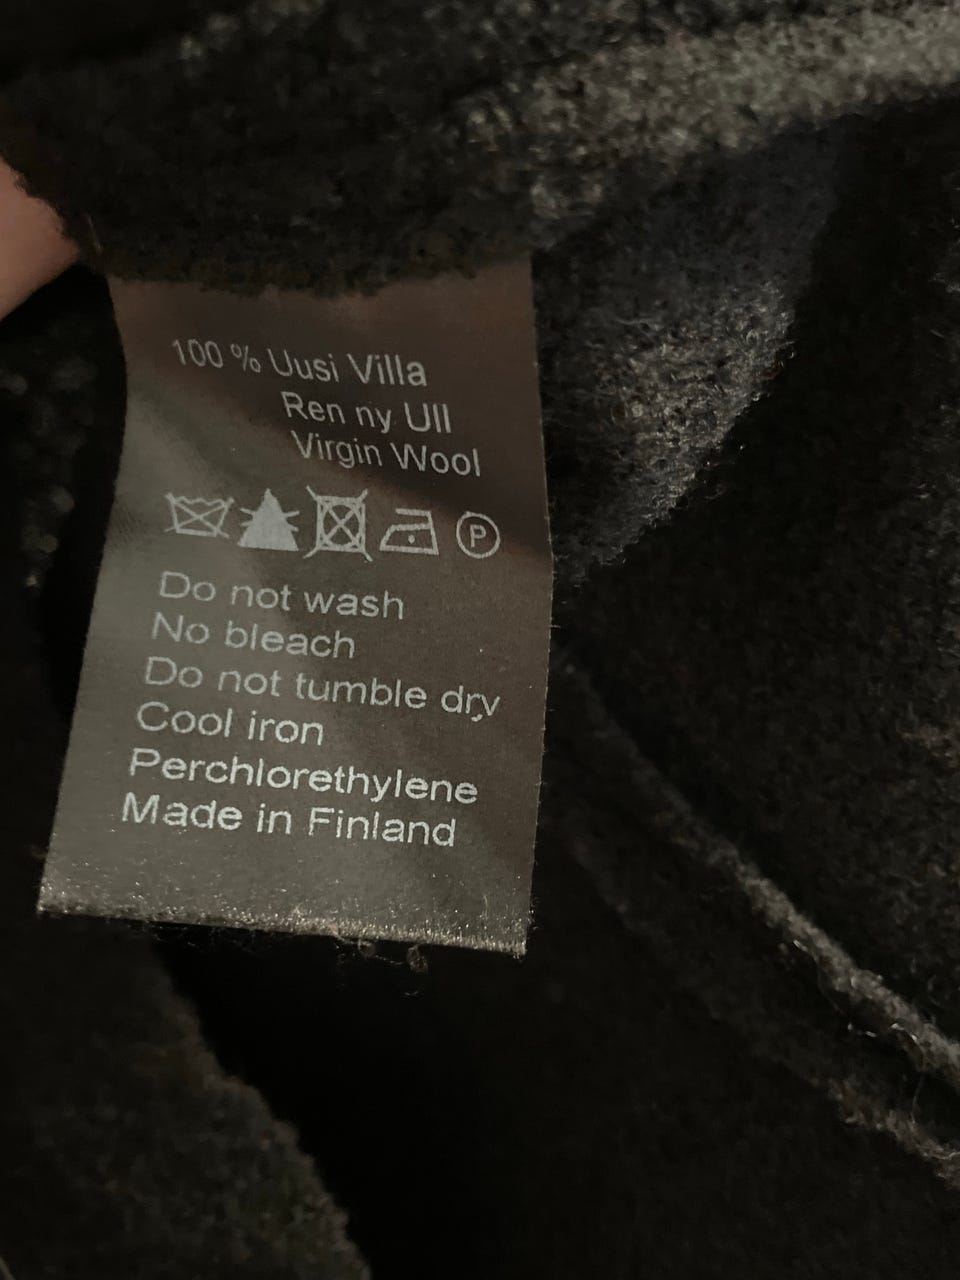 100 % Uusi Villa
Ren ny Ull
Virgin Wool
P
Do not wash
No bleach
Do not tumble dry
Cool iron
Perchlorethylene
Made in Finland